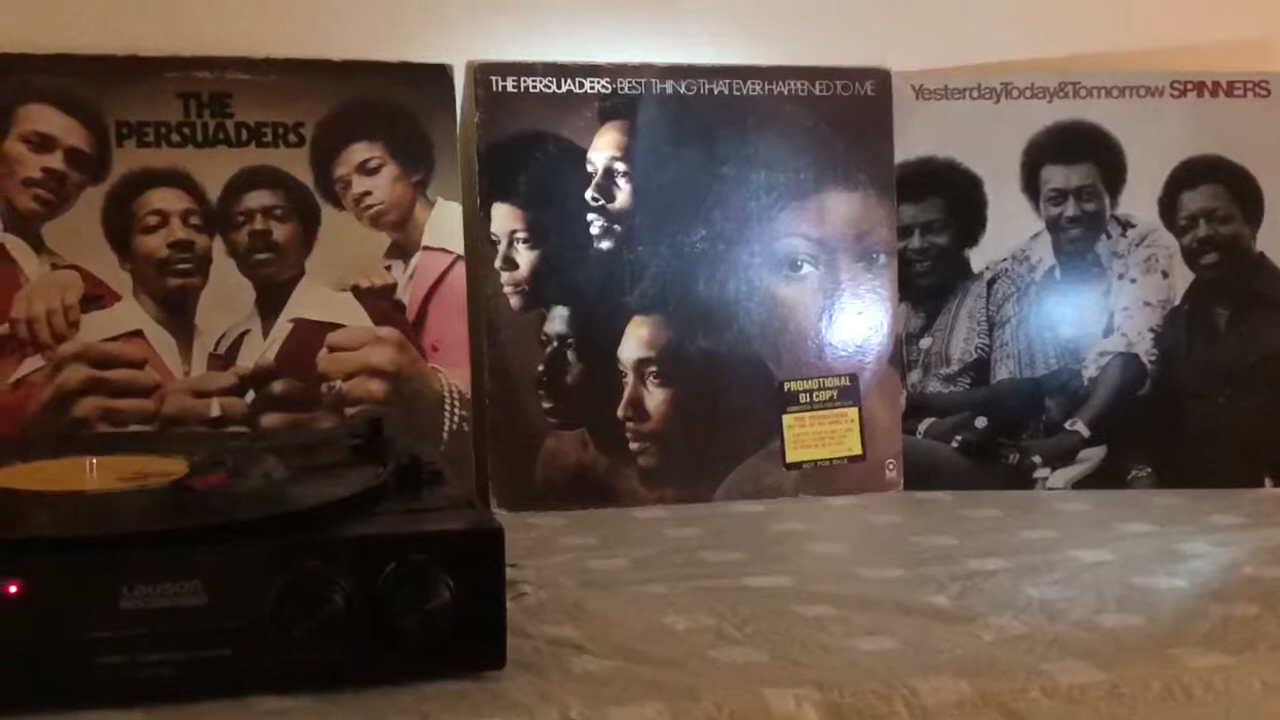 THE
PERSUADERS
THE PERSUADERS • BEST THING THAT EVER HAPPENED TO ME
YesterdayToday&Tomorrow SPINNERS
PROMOTIONAL
DJ COPY
NOT FOR SALE
Lauson